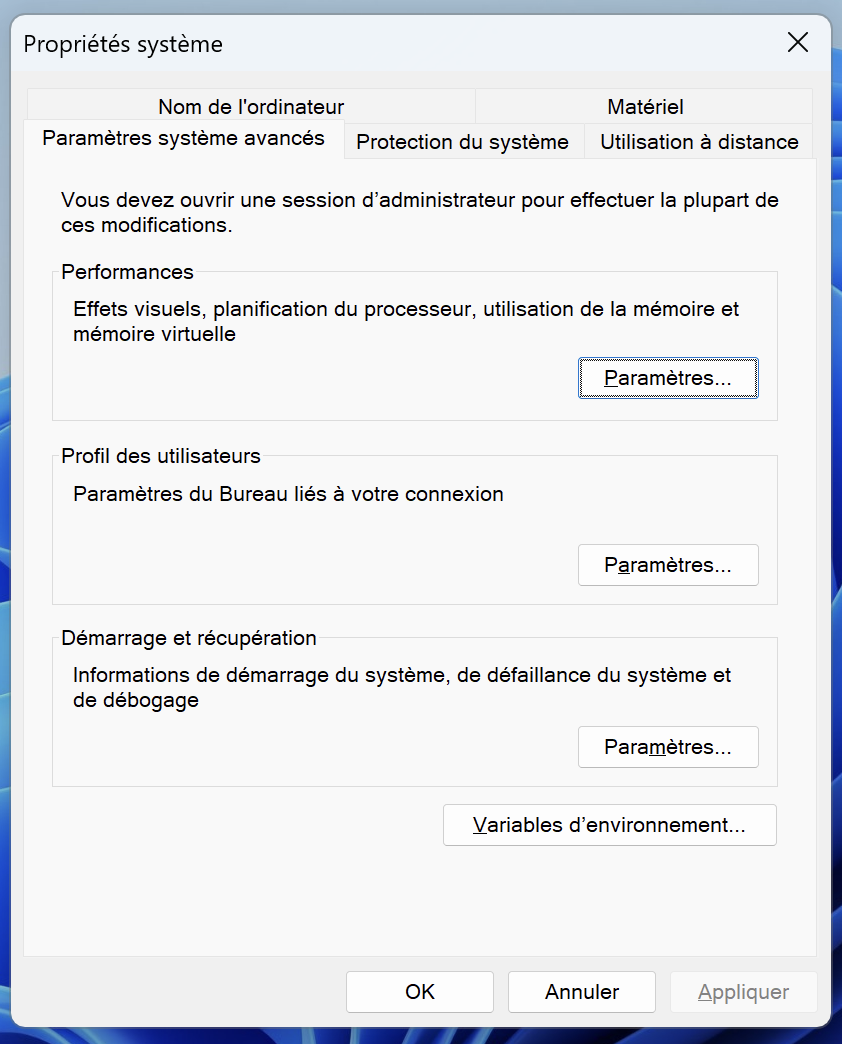 Propriétés système
Nom de l'ordinateur
Matériel
Paramètres système avancés
Protection du système
Utilisation à distance
Vous devez ouvrir une session d’administrateur pour effectuer la plupart de
ces modifications.
Performances
Effets visuels, planification du processeur, utilisation de la mémoire et
mémoire virtuelle
Paramètres...
Profil des utilisateurs
Paramètres du Bureau liés à votre connexion
Paramètres...
Démarrage et récupération
Informations de démarrage du système, de défaillance du système et
de débogage
Paramètres...
Variables d’environnement...
OK
Annuler
Appliquer